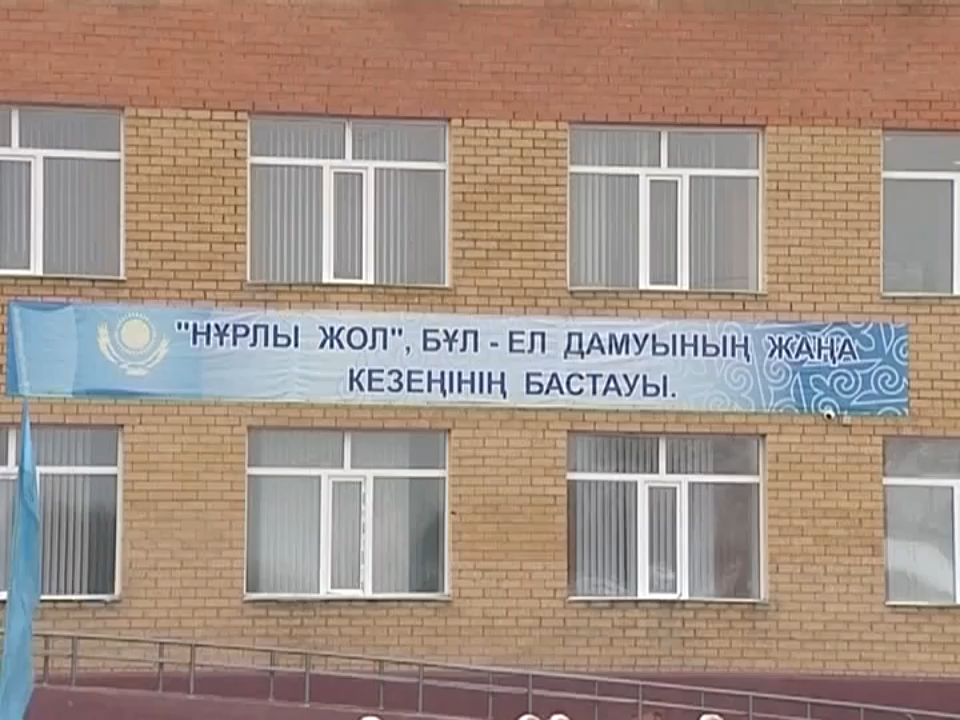 "НҰРЛЫ ЖОЛ", БҰЛ - ЕЛ ДАМУЫНЫҢ ЖАҢА
КЕЗЕҢІНІҢ БАСТАУЫ.